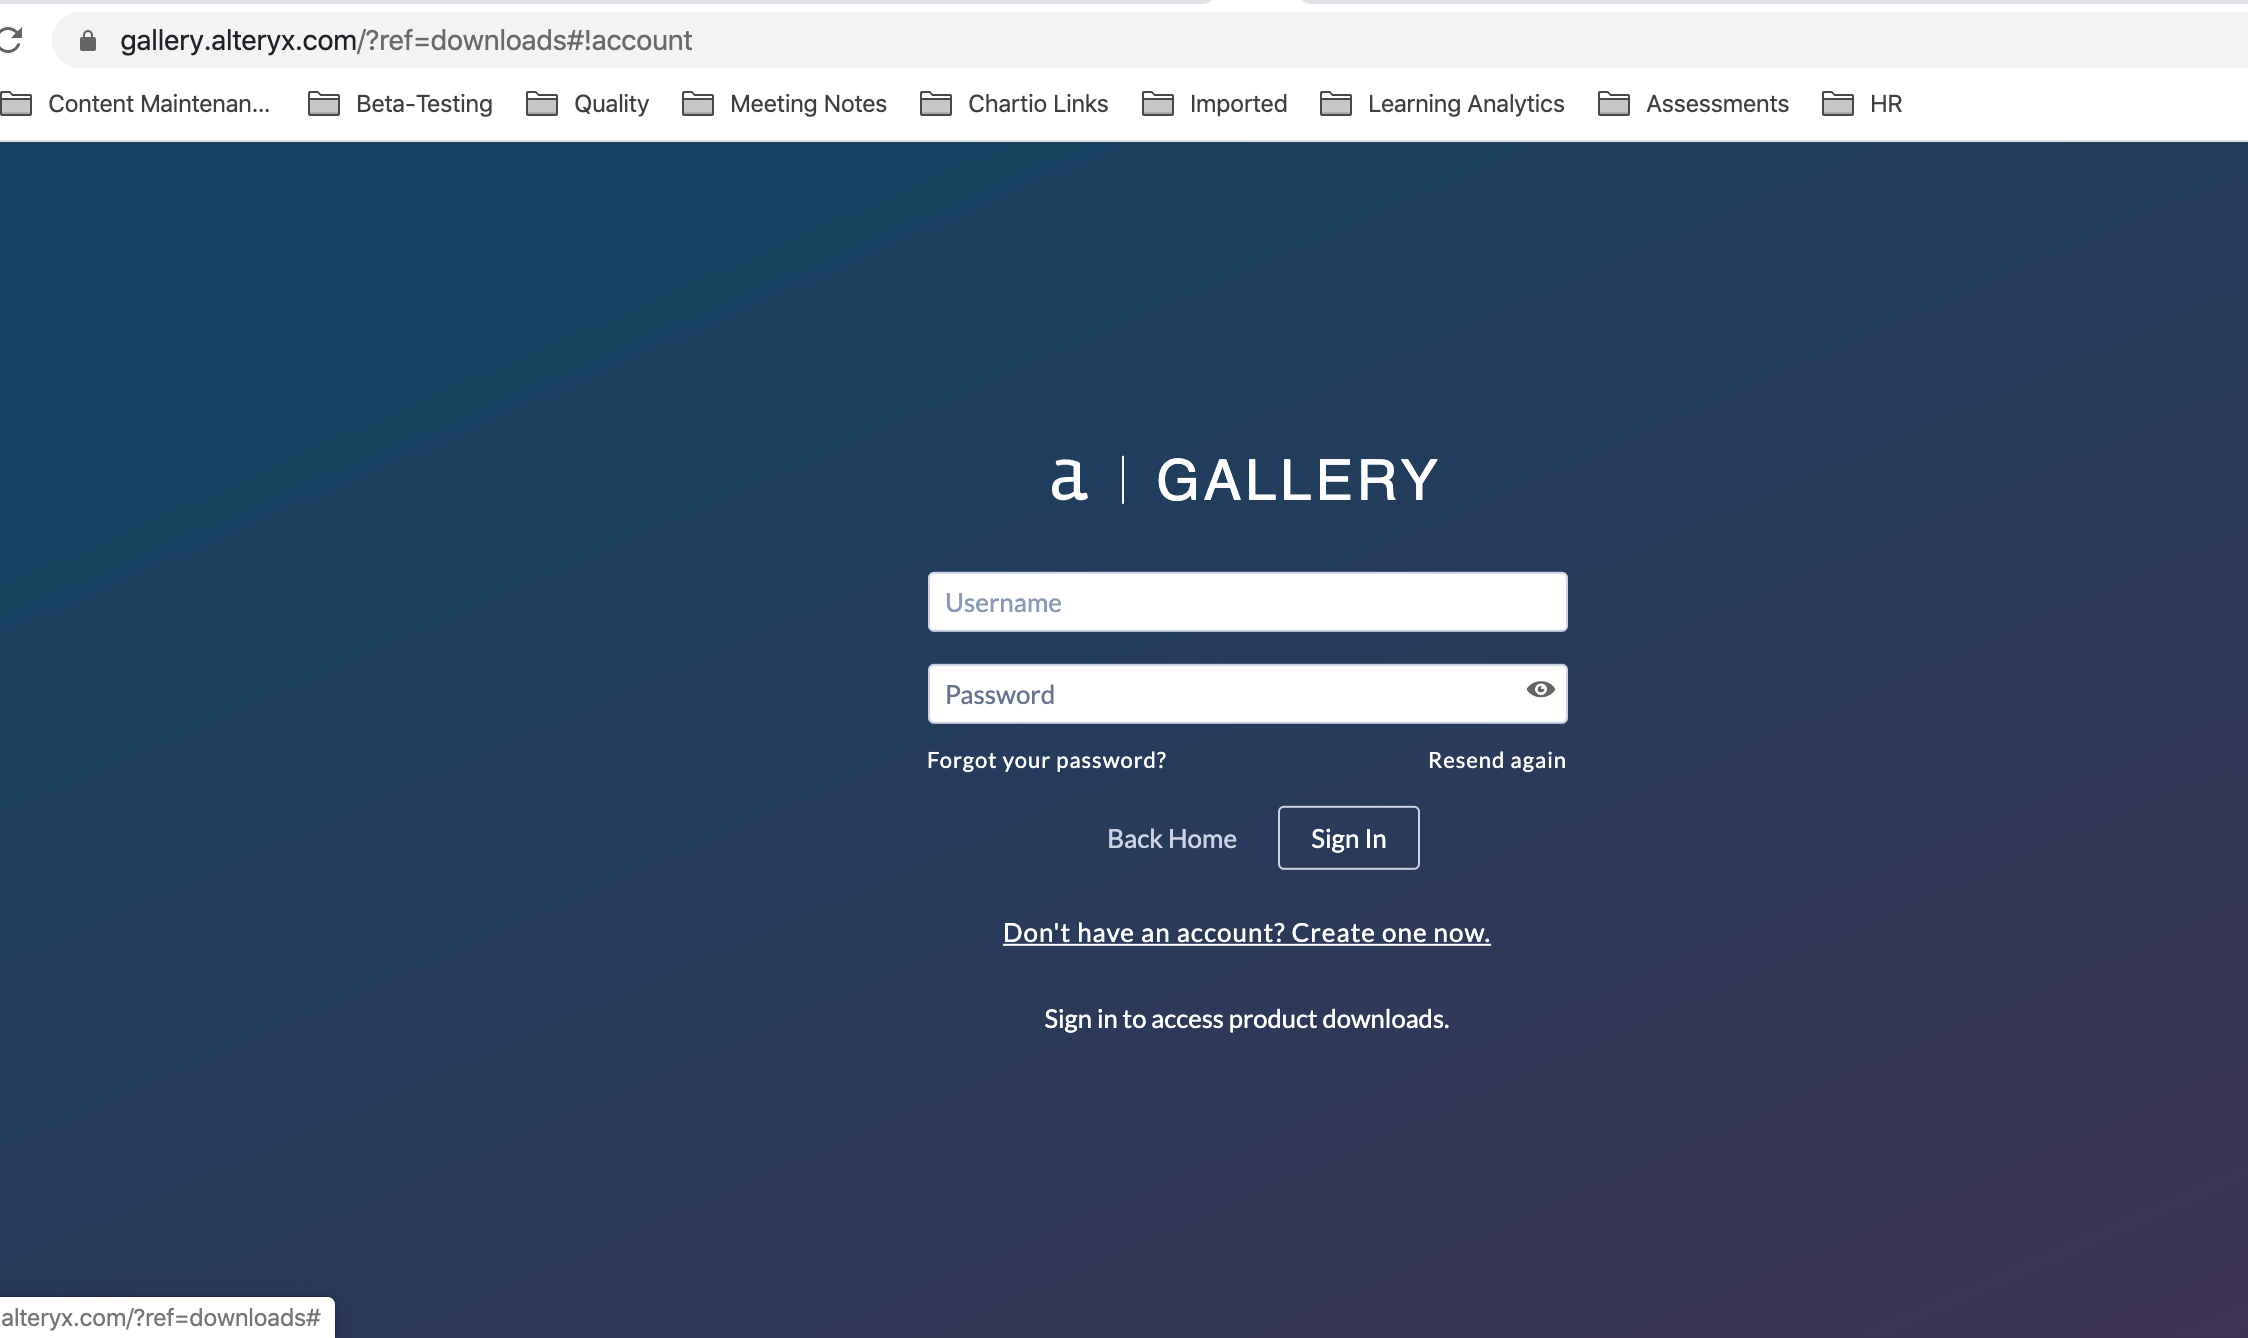 gallery.alteryx.com/?ref=downloads#!account
Content Maintenan... Beta-Testing Quality Meeting Notes Chartio Links Imported Learning Analytics Assessments HR
a | GALLERY
Username
Password
Forgot your password? Resend again
Back Home Sign In
Don't have an account? Create one now.
Sign in to access product downloads.
alteryx.com/?ref=downloads#